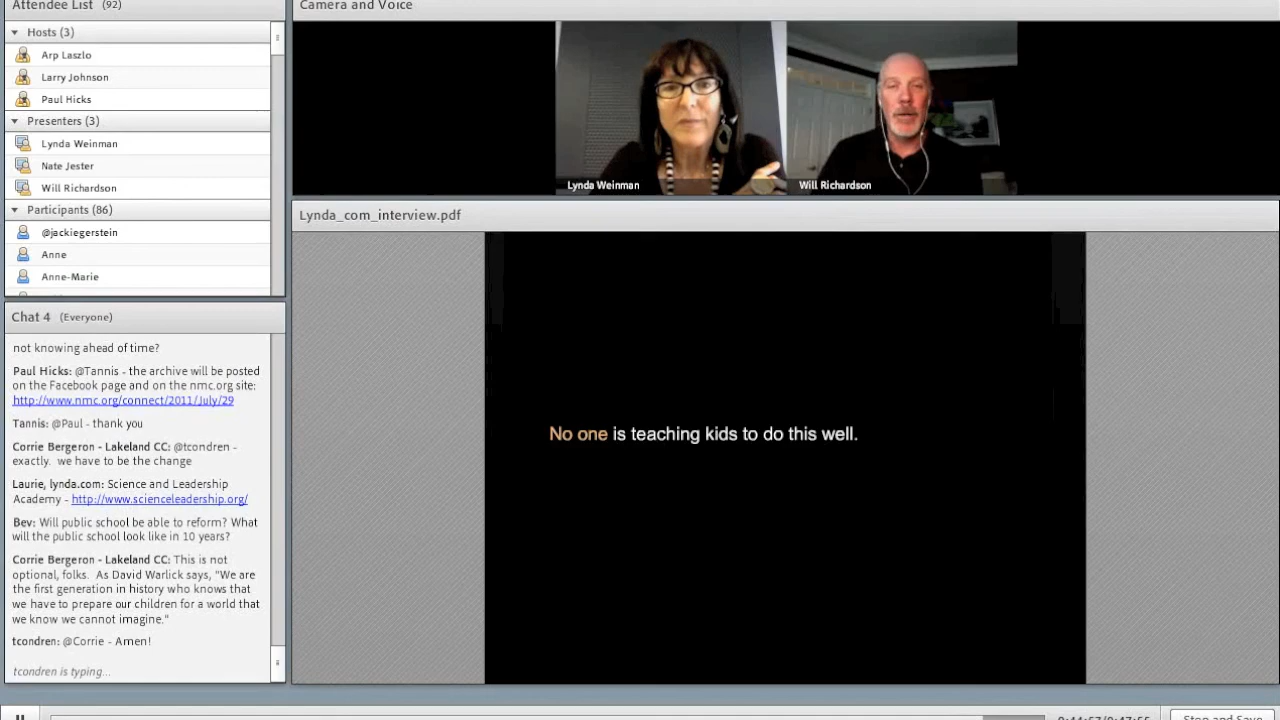 Attendee List (92)
Hosts (3)
Arp Laszlo
Larry Johnson
Paul Hicks
Presenters (3)
Lynda Weinman
Nate Jester
Will Richardson
Participants (86)
@jackiegerstein
Anne
Anne-Marie
Chat 4 (Everyone)
not knowing ahead of time?
Paul Hicks: @Tannis - the archive will be posted
on the Facebook page and on the nmc.org site:
http://www.nmc.org/connect/2011/July/29
Tannis: @Paul - thank you
Corrie Bergeron - Lakeland CC: @tcondren -
exactly. we have to be the change
Laurie, lynda.com: Science and Leadership
Academy - http://www.scienceleadership.org/
Bev: Will public school be able to reform? What
will the public school look like in 10 years?
Corrie Bergeron - Lakeland CC: This is not
optional, folks. As David Warlick says, "We are
the first generation in history who knows that
we have to prepare our children for a world that
we know we cannot imagine."
tcondren: @Corrie - Amen!
tcondren is typing...
Camera and Voice
Lynda Weinman
Will Richardson
Lynda_com_interview.pdf
No one is teaching kids to do this well.
0:44:57/0:47:55
Stop and Save